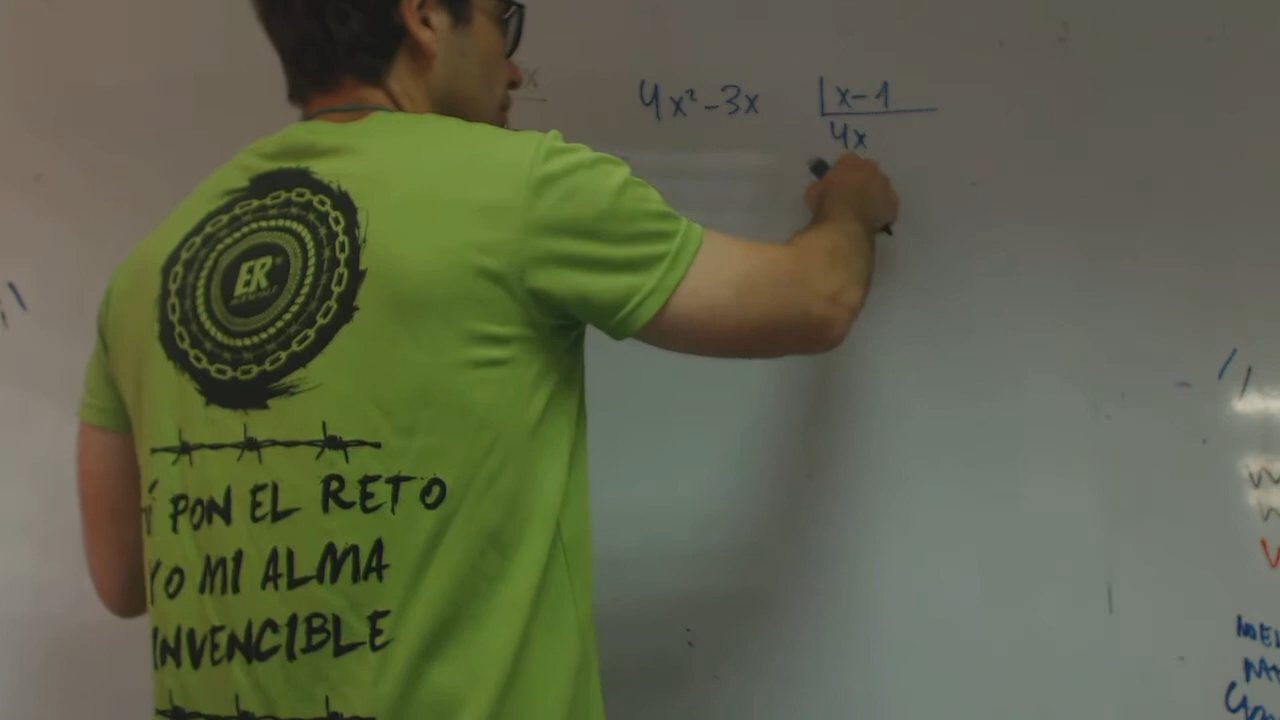 x
4x²-3x
x-1
4x
ER
PON EL RETO
YO MI ALMA
INVENCIBLE